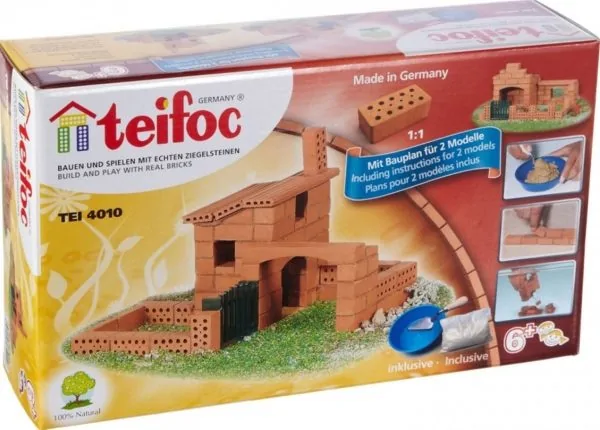 GERMANY ®
teifoc
BAUEN UND SPIELEN MIT ECHTEN ZIEGELSTEINEN
BUILD AND PLAY WITH REAL BRICKS
TEI 4010
Made in Germany
1:1
Mit Bauplan für 2 Modelle
Including instructions for 2 models
Plans pour 2 modèles inclus
inklusive · Inclusive
6+
100% Natural